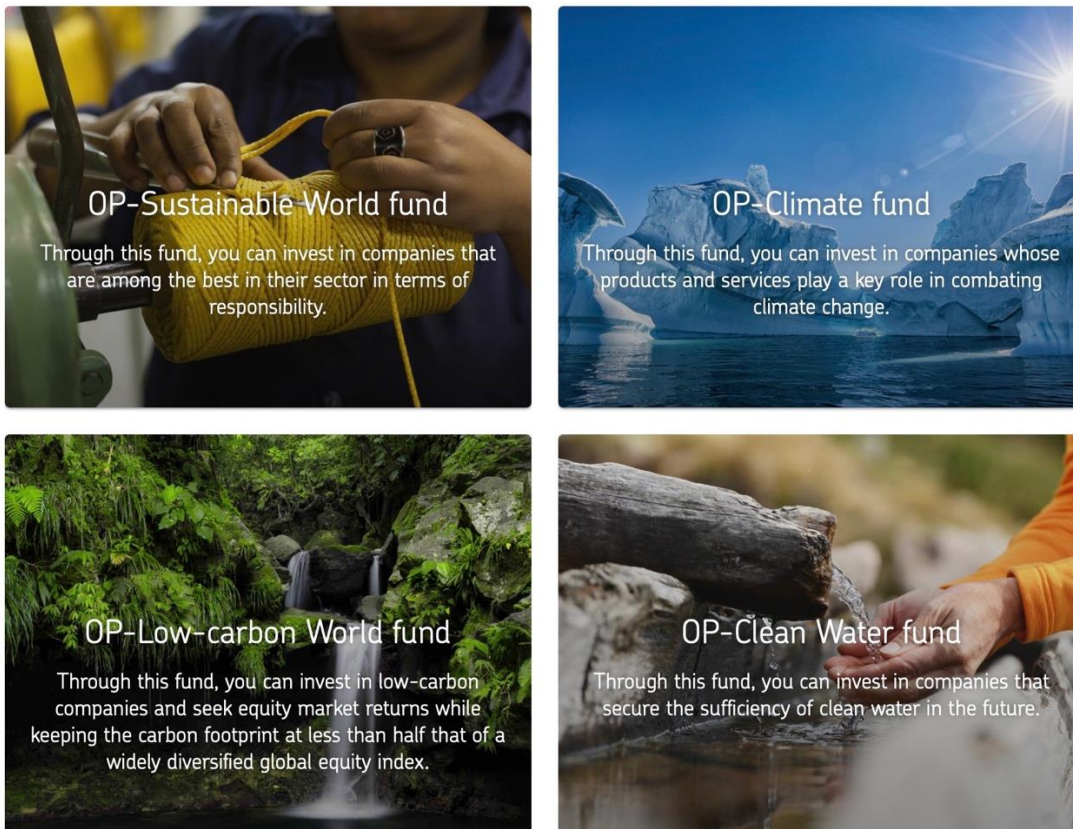 OP-Sustainable World fund
Through this fund, you can invest in companies that
are among the best in their sector in terms of
responsibility.
OP-Climate fund
Through this fund, you can invest in companies whose
products and services play a key role in combating
climate change.
OP-Low-carbon World fund
Through this fund, you can invest in low-carbon
companies and seek equity market returns while
keeping the carbon footprint at less than half that of a
widely diversified global equity index.
OP-Clean Water fund
Through this fund, you can invest in companies that
secure the sufficiency of clean water in the future.